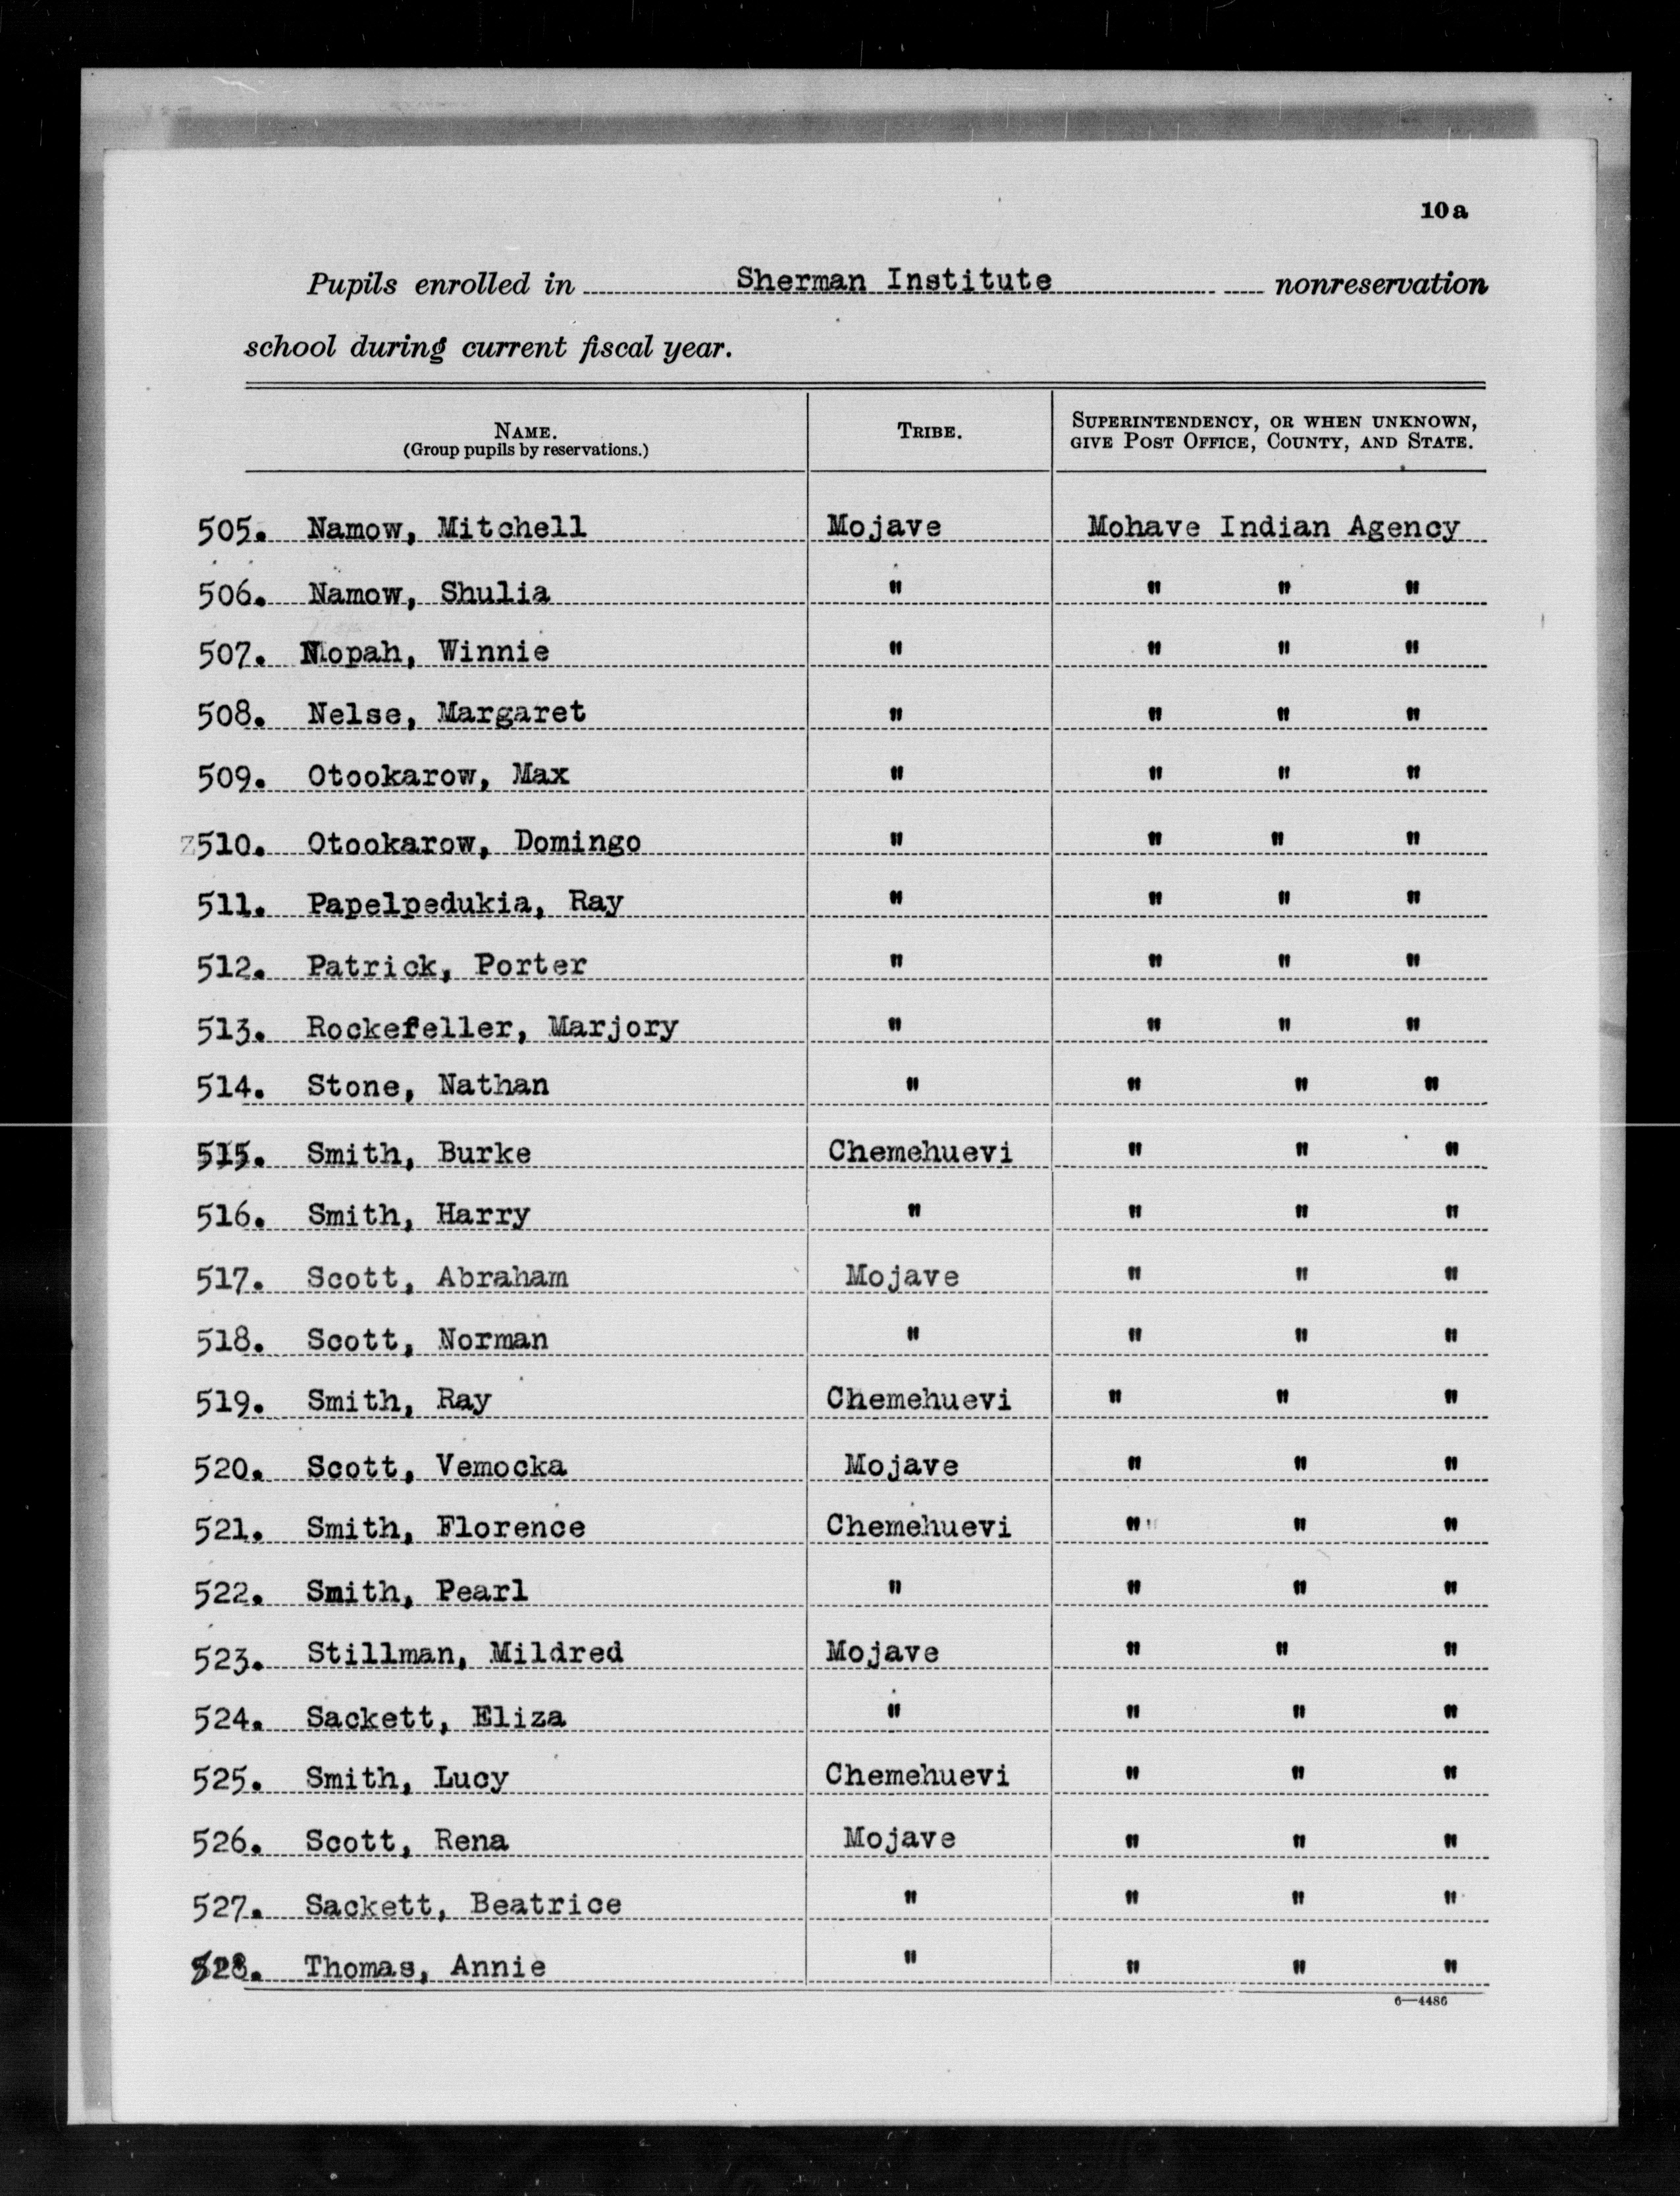 10a
Pupils enrolled in Sherman Institute nonreservation
school during current fiscal year.
NAME. TRIBE. SUPERINTENDENCY, OR WHEN UNKNOWN,
(Group pupils by reservations.) GIVE POST OFFICE, COUNTY, AND STATE.
505. Namow, Mitchell Mojave Mohave Indian Agency
506. Namow, Shulia " " " "
507. Mopah, Winnie " " " "
508. Nelse, Margaret " " " "
509. Otookarow, Max " " " "
510. Otookarow, Domingo " " " "
511. Papelpedukia, Ray " " " "
512. Patrick, Porter " " " "
513. Rockefeller, Marjory " " " "
514. Stone, Nathan " " " "
515. Smith, Burke Chemehuevi " " "
516. Smith, Harry " " " "
517. Scott, Abraham Mojave " " "
518. Scott, Norman " " " "
519. Smith, Ray Chemehuevi " " "
520. Scott, Vemocka Mojave " " "
521. Smith, Florence Chemehuevi " " "
522. Smith, Pearl " " " "
523. Stillman, Mildred Mojave " " "
524. Sackett, Eliza " " " "
525. Smith, Lucy Chemehuevi " " "
526. Scott, Rena Mojave " " "
527. Sackett, Beatrice " " " "
528. Thomas, Annie " " " "
6—4486